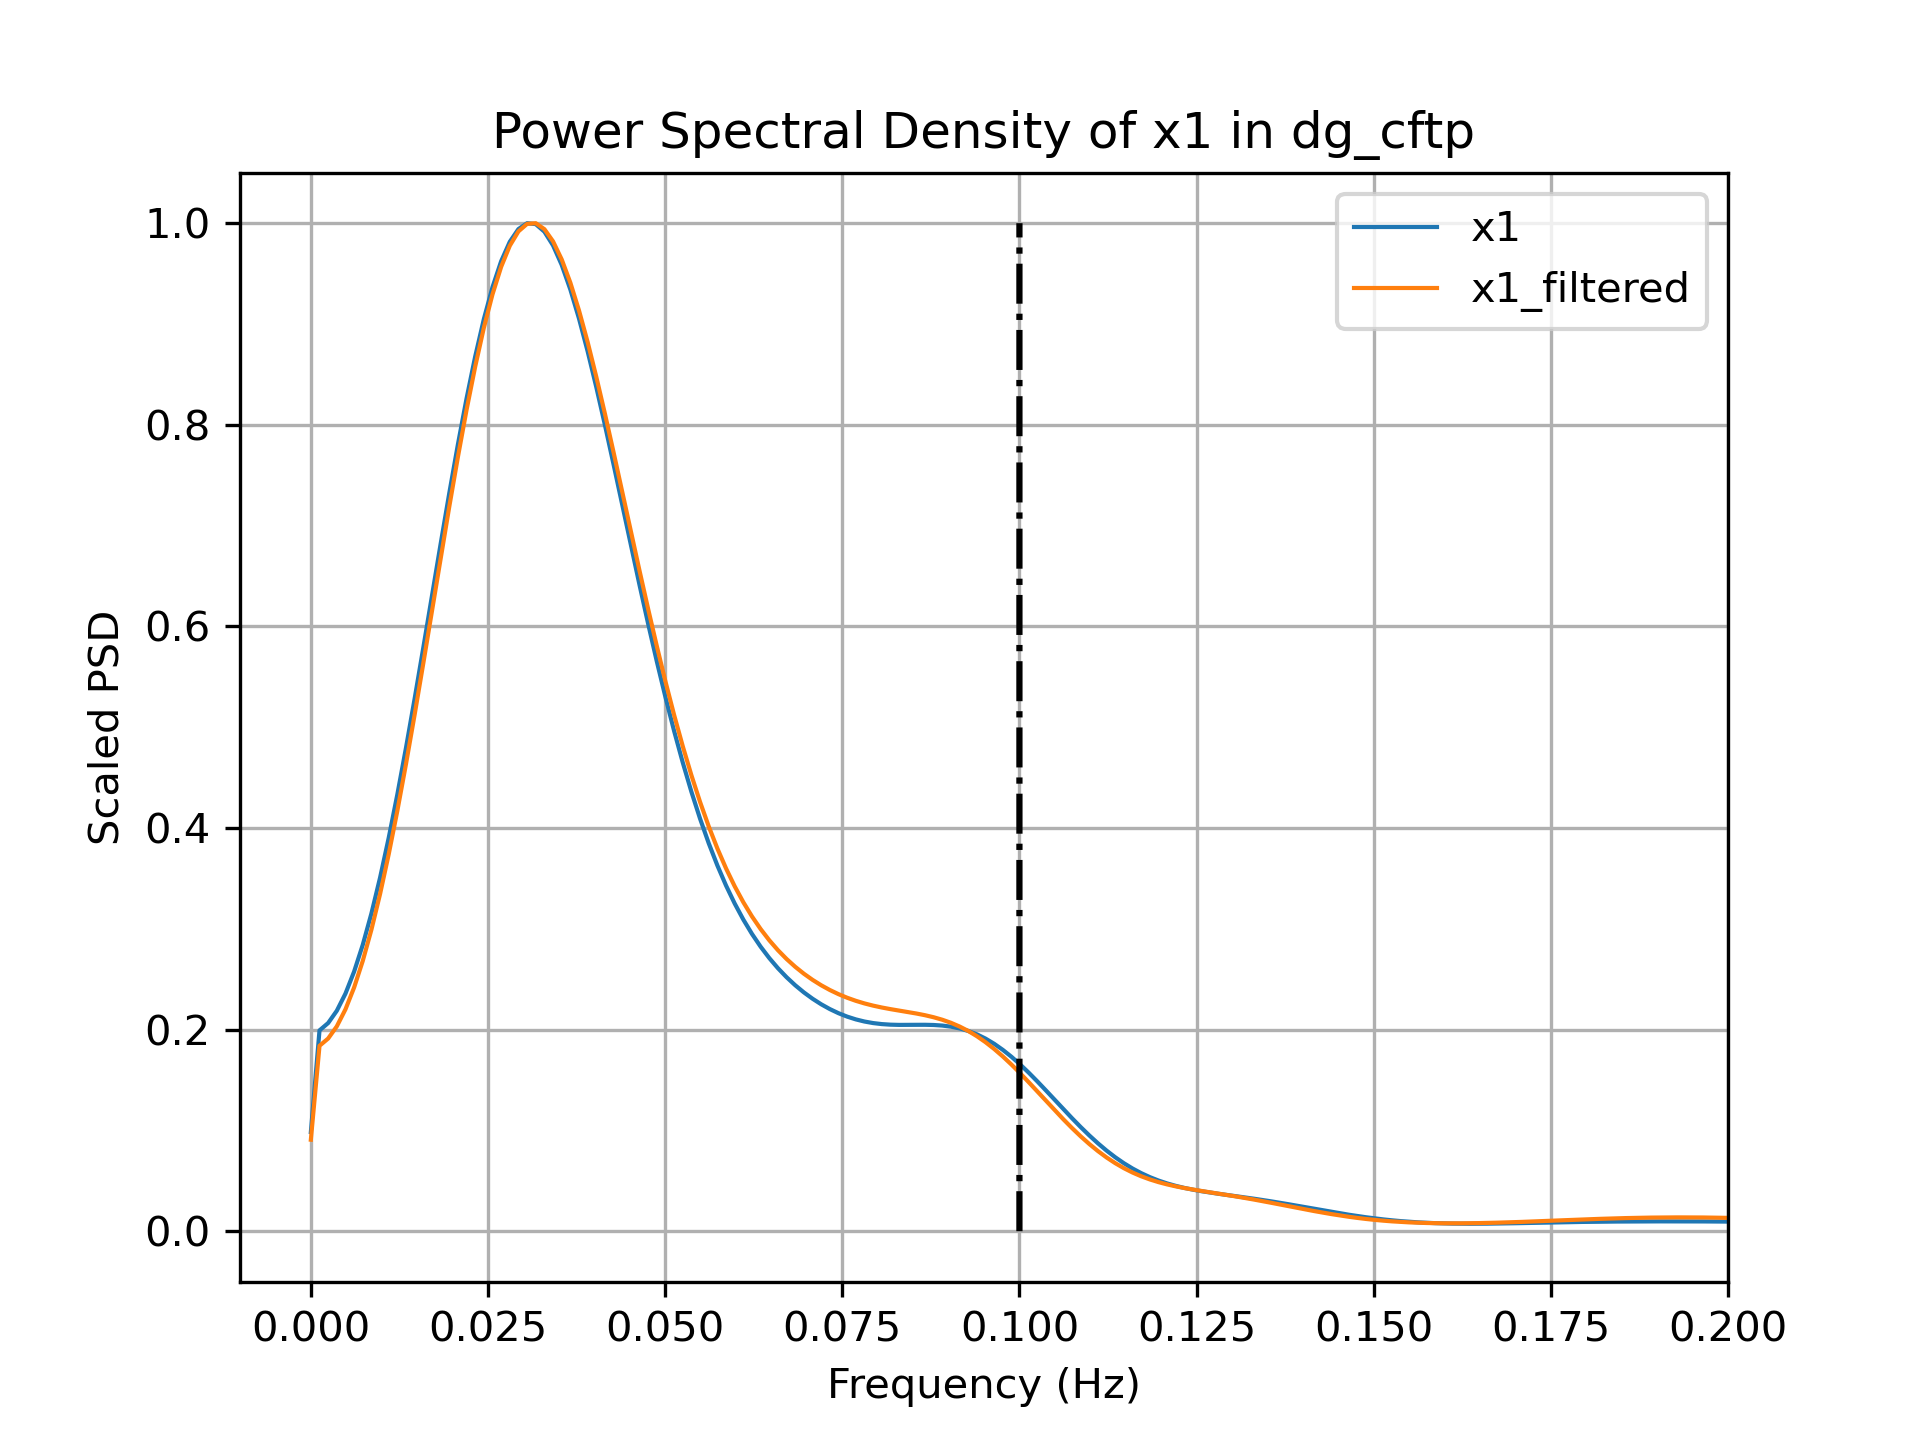 Power Spectral Density of x1 in dg_cftp
x1
x1_filtered
1.0
0.8
0.6
0.4
0.2
0.0
Scaled PSD
0.000 0.025 0.050 0.075 0.100 0.125 0.150 0.175 0.200
Frequency (Hz)